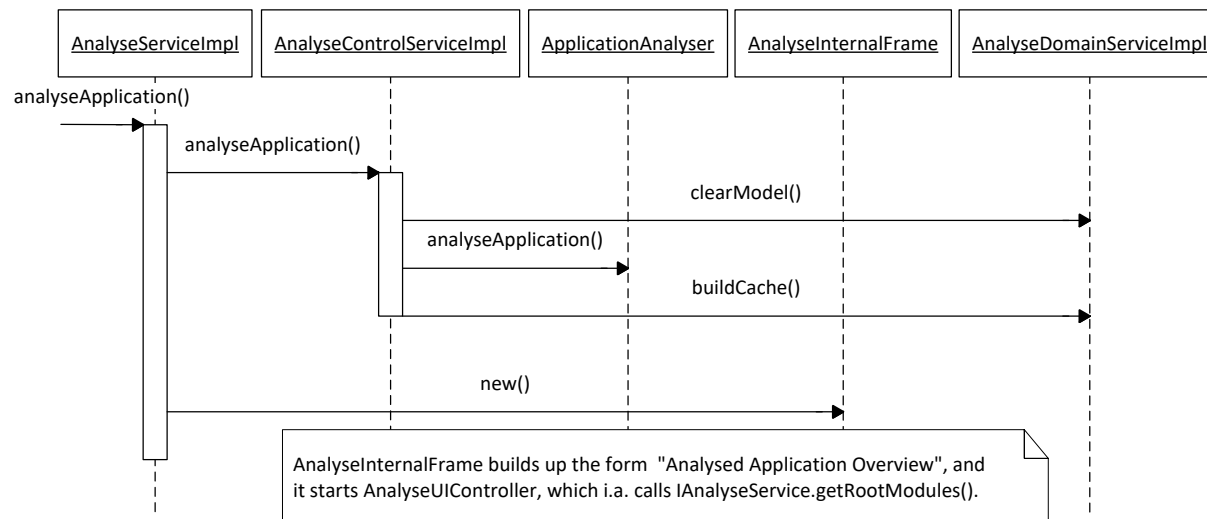 AnalyseServiceImpl
AnalyseControlServiceImpl
ApplicationAnalyser
AnalyseInternalFrame
AnalyseDomainServiceImpl
analyseApplication()
analyseApplication()
clearModel()
analyseApplication()
buildCache()
new()
AnalyseInternalFrame builds up the form  "Analysed Application Overview", and
it starts AnalyseUIController, which i.a. calls IAnalyseService.getRootModules().